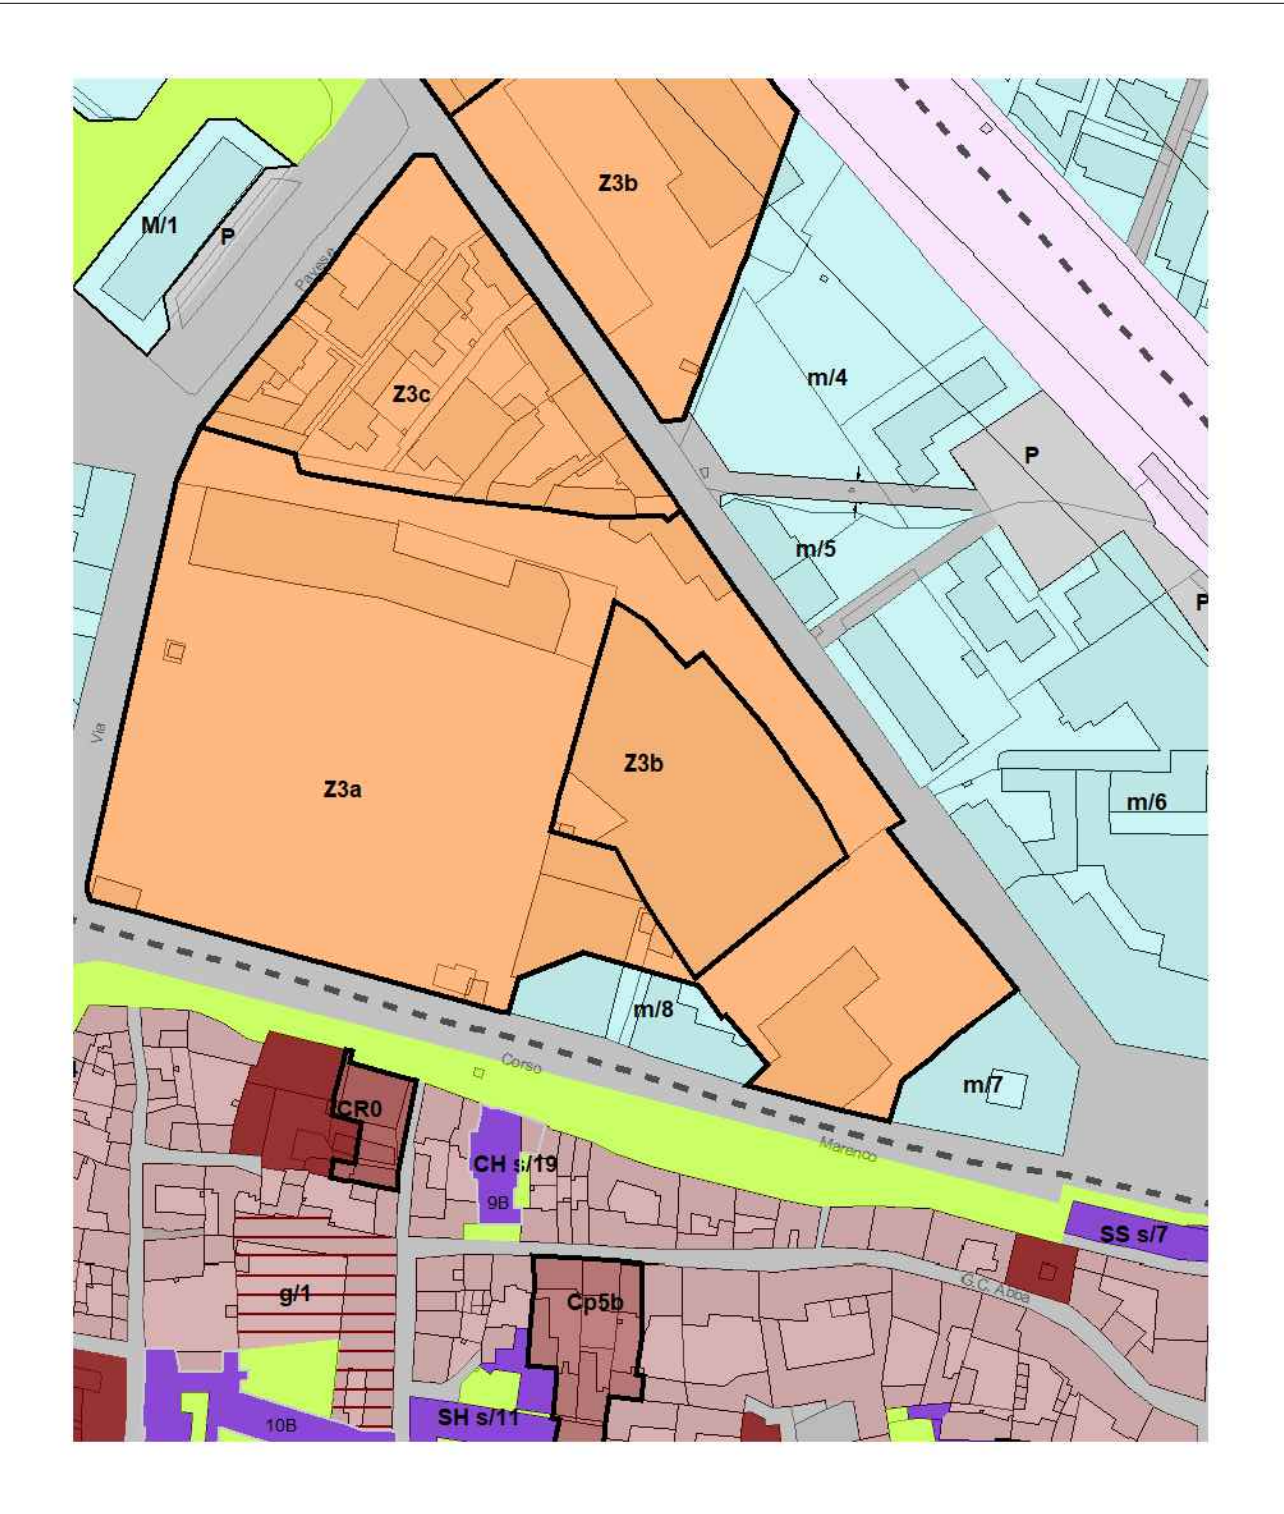 Z3b
M/1
P
Pavese
m/4
Z3c
P
m/5
P
Via
Z3b
Z3a
m/6
m/8
Corso
m/7
CR0
Marenco
CH s/19
9B
SS s/7
G.C. Abba
g/1
Cp5b
SH s/11
10B